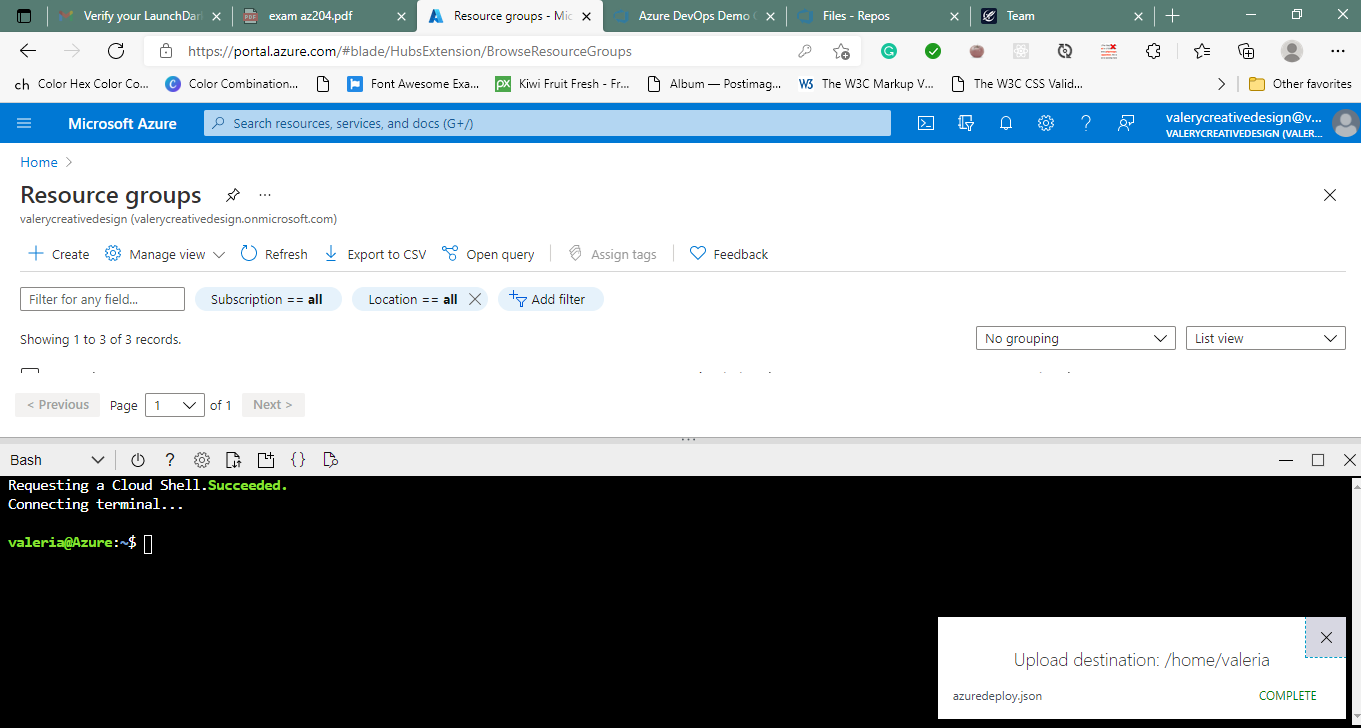 Verify your LaunchDar
exam az204.pdf
Resource groups - Mic
Azure DevOps Demo
Files - Repos
Team
https://portal.azure.com/#blade/HubsExtension/BrowseResourceGroups
ch Color Hex Color Co...
C Color Combination...
Font Awesome Exa...
px Kiwi Fruit Fresh - Fr...
Album — Postimag...
W3 The W3C Markup V...
The W3C CSS Valid...
Other favorites
Microsoft Azure
Search resources, services, and docs (G+/)
valerycreativedesign@v...
VALERYCREATIVEDESIGN (VALER...
Home >
Resource groups
valerycreativedesign (valerycreativedesign.onmicrosoft.com)
Create
Manage view
Refresh
Export to CSV
Open query
Assign tags
Feedback
Filter for any field...
Subscription == all
Location == all
Add filter
Showing 1 to 3 of 3 records.
No grouping
List view
< Previous
Page 1 of 1
Next >
Bash
Requesting a Cloud Shell.Succeeded.
Connecting terminal...
valeria@Azure:~$
Upload destination: /home/valeria
azuredeploy.json
COMPLETE